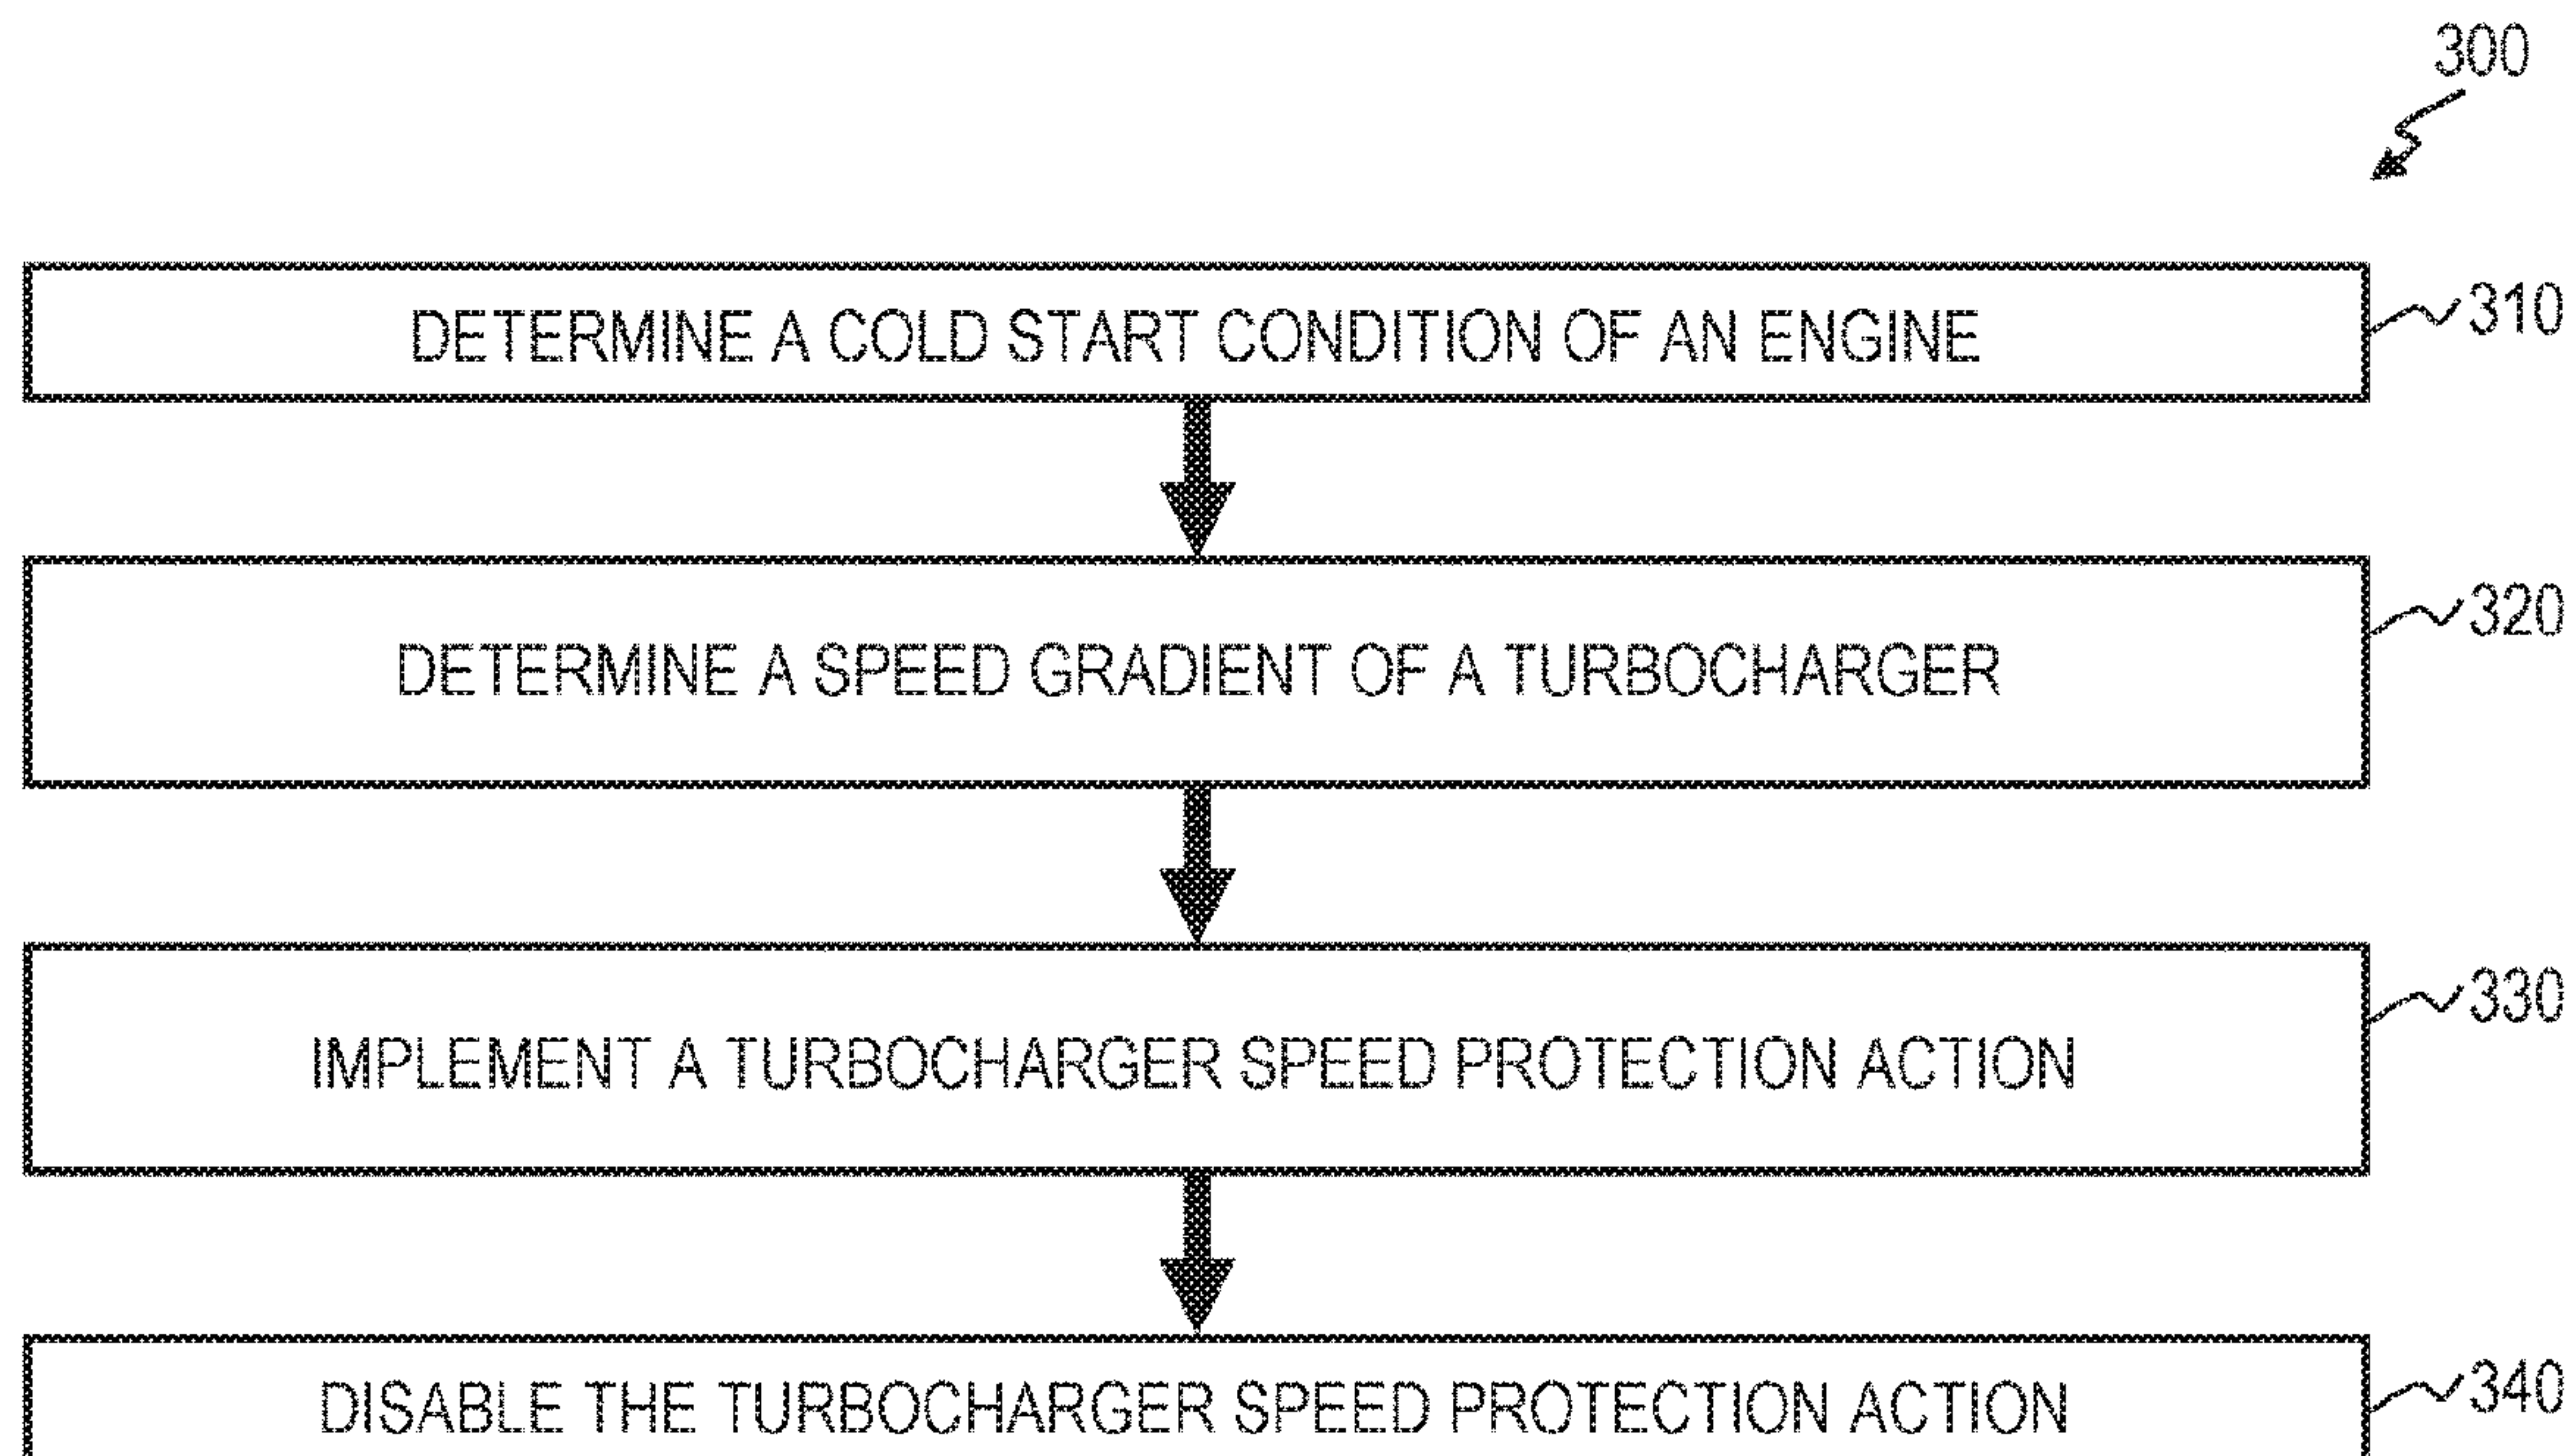 300
DETERMINE A COLD START CONDITION OF AN ENGINE
310
DETERMINE A SPEED GRADIENT OF A TURBOCHARGER
320
IMPLEMENT A TURBOCHARGER SPEED PROTECTION ACTION
330
DISABLE THE TURBOCHARGER SPEED PROTECTION ACTION
340